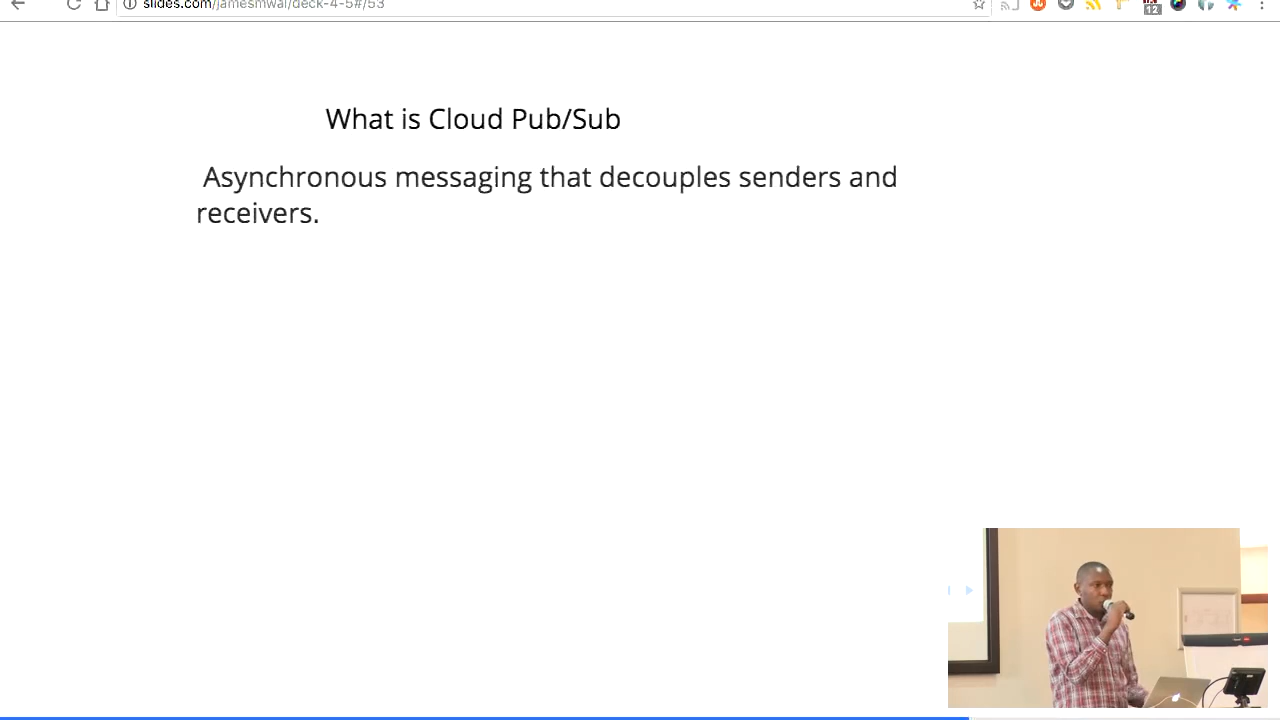 slides.com/jamesmwai/deck-4-5#/53
12
What is Cloud Pub/Sub
Asynchronous messaging that decouples senders and
receivers.